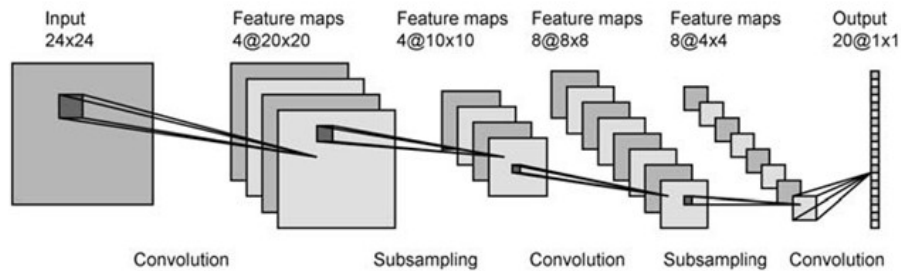 Input
24x24
Feature maps
4@20x20
Feature maps
4@10x10
Feature maps
8@8x8
Feature maps
8@4x4
Output
20@1x1
Convolution
Subsampling
Convolution
Subsampling
Convolution